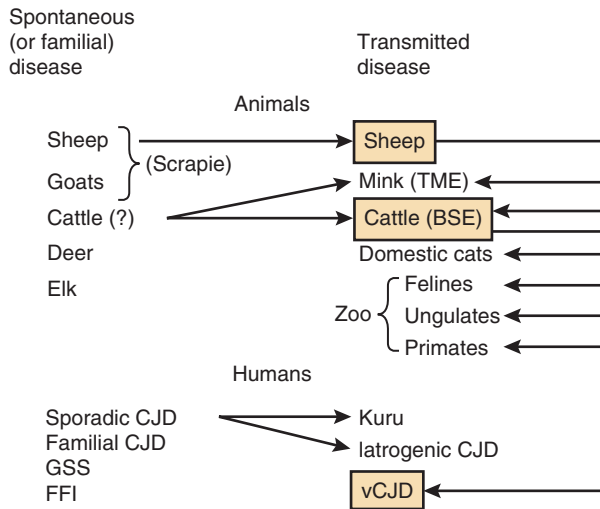 Spontaneous
(or familial)
disease
Transmitted
disease
Animals
Sheep
(Scrapie)
Goats
Cattle (?)
Deer
Elk
Sheep
Mink (TME)
Cattle (BSE)
Domestic cats
Zoo
Felines
Ungulates
Primates
Humans
Sporadic CJD
Familial CJD
GSS
FFI
Kuru
Iatrogenic CJD
vCJD